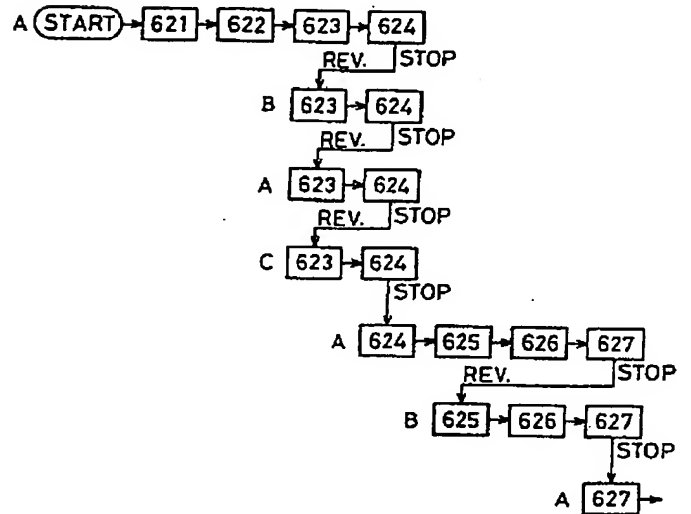 A START 621 622 623 624
REV. STOP
B 623 624
REV. STOP
A 623 624
REV. STOP
C 623 624
STOP
A 624 625 626 627
REV. STOP
B 625 626 627
STOP
A 627